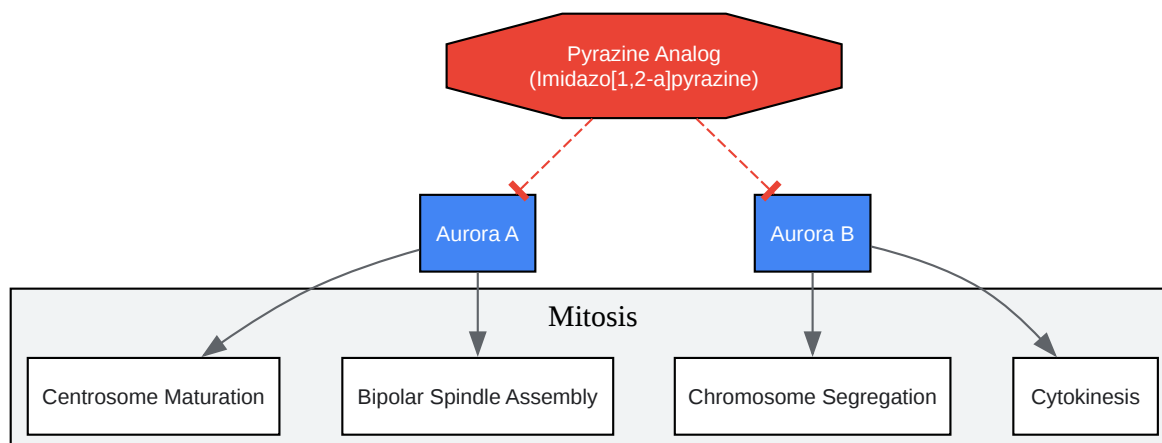 Pyrazine Analog
(Imidazo[1,2-a]pyrazine)
Aurora A
Aurora B
Mitosis
Centrosome Maturation
Bipolar Spindle Assembly
Chromosome Segregation
Cytokinesis